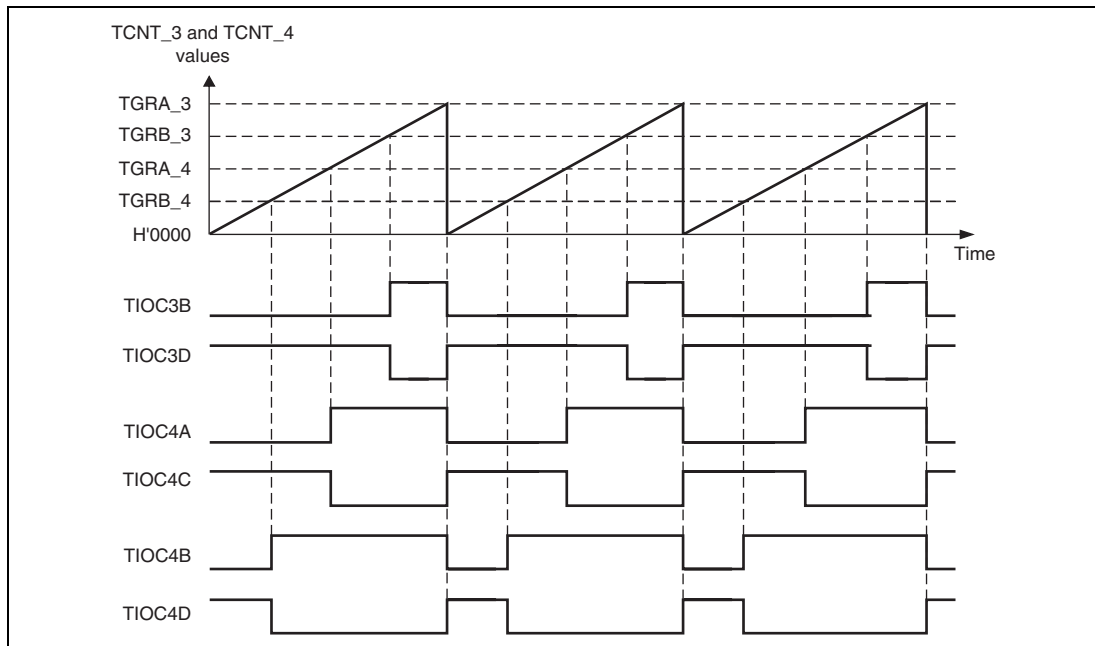 TCNT_3 and TCNT_4
values
TGRA_3
TGRB_3
TGRA_4
TGRB_4
H'0000
Time
TIOC3B
TIOC3D
TIOC4A
TIOC4C
TIOC4B
TIOC4D